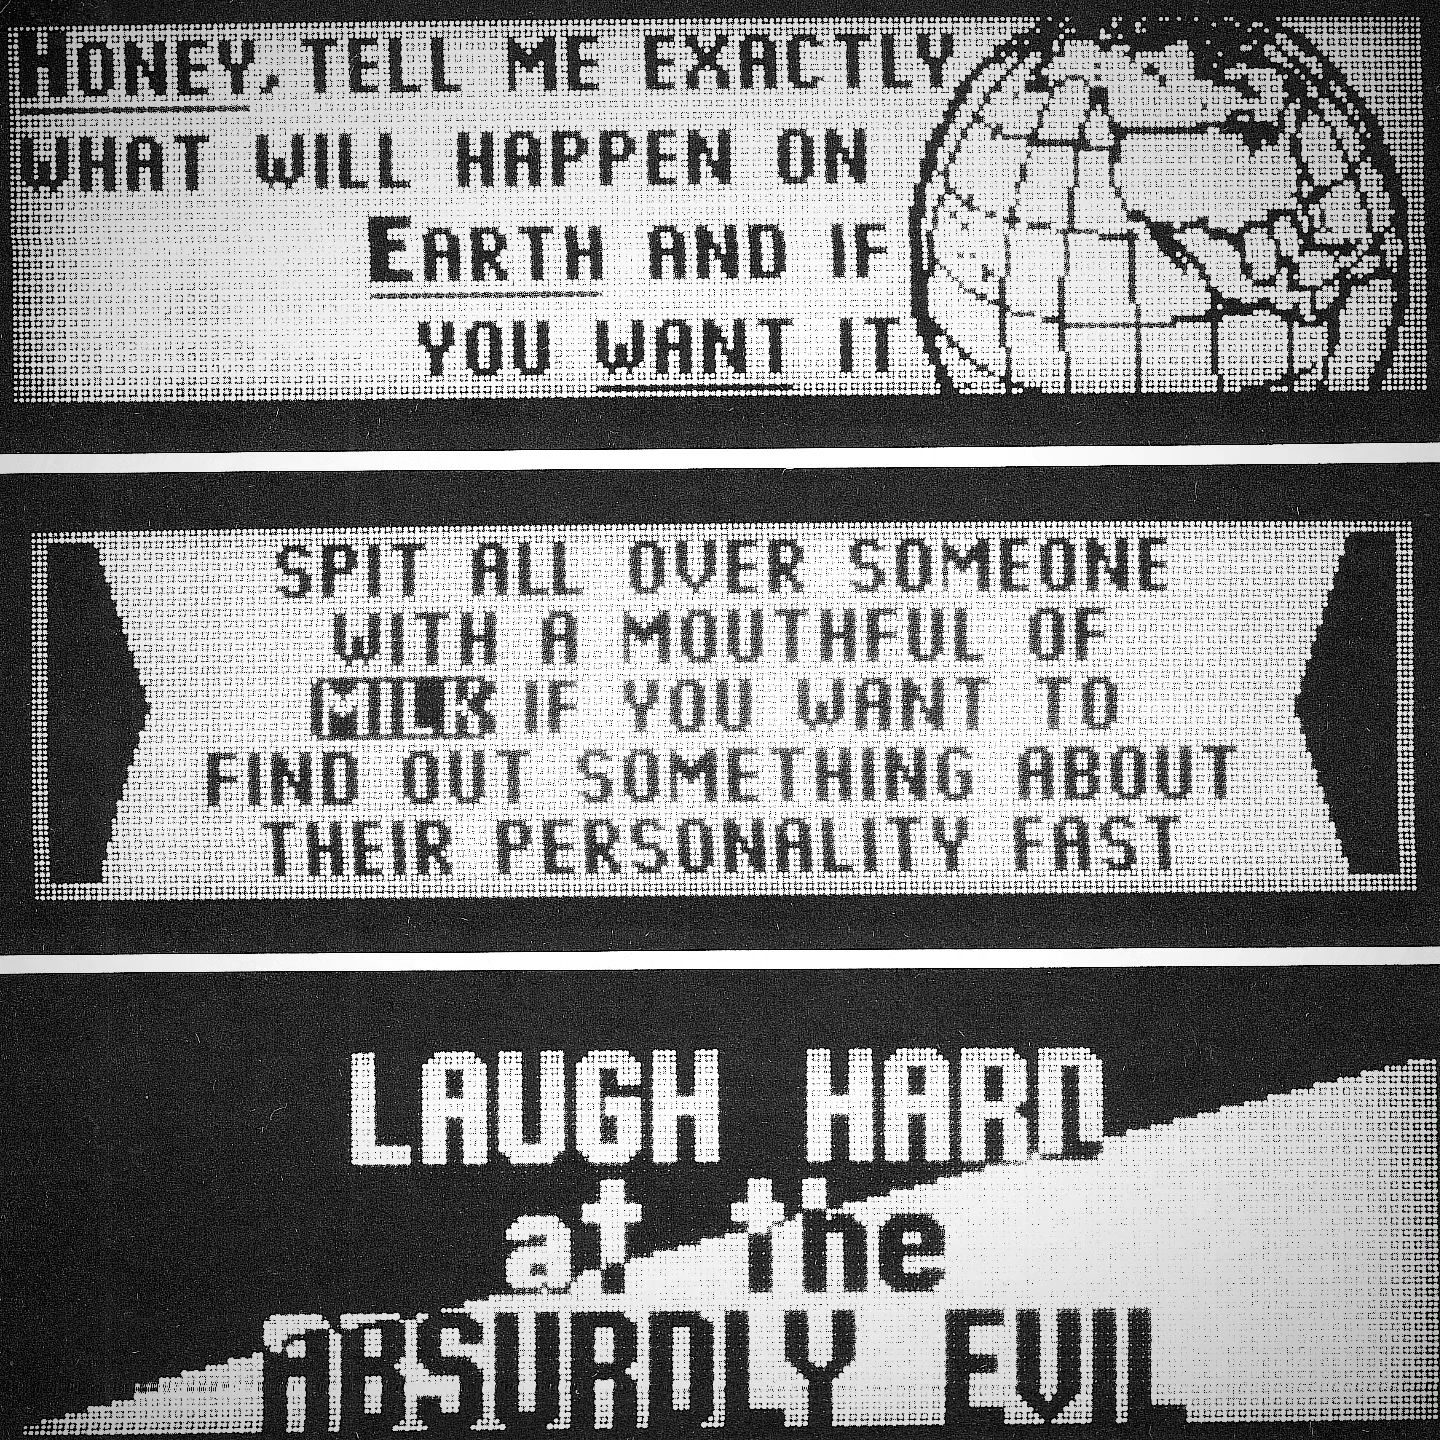 HONEY, TELL ME EXACTLY
WHAT WILL HAPPEN ON
EARTH AND IF
YOU WANT IT
SPIT ALL OVER SOMEONE
WITH A MOUTHFUL OF
MILK IF YOU WANT TO
FIND OUT SOMETHING ABOUT
THEIR PERSONALITY FAST
LAUGH HARD
at the
ABSURDLY EVIL